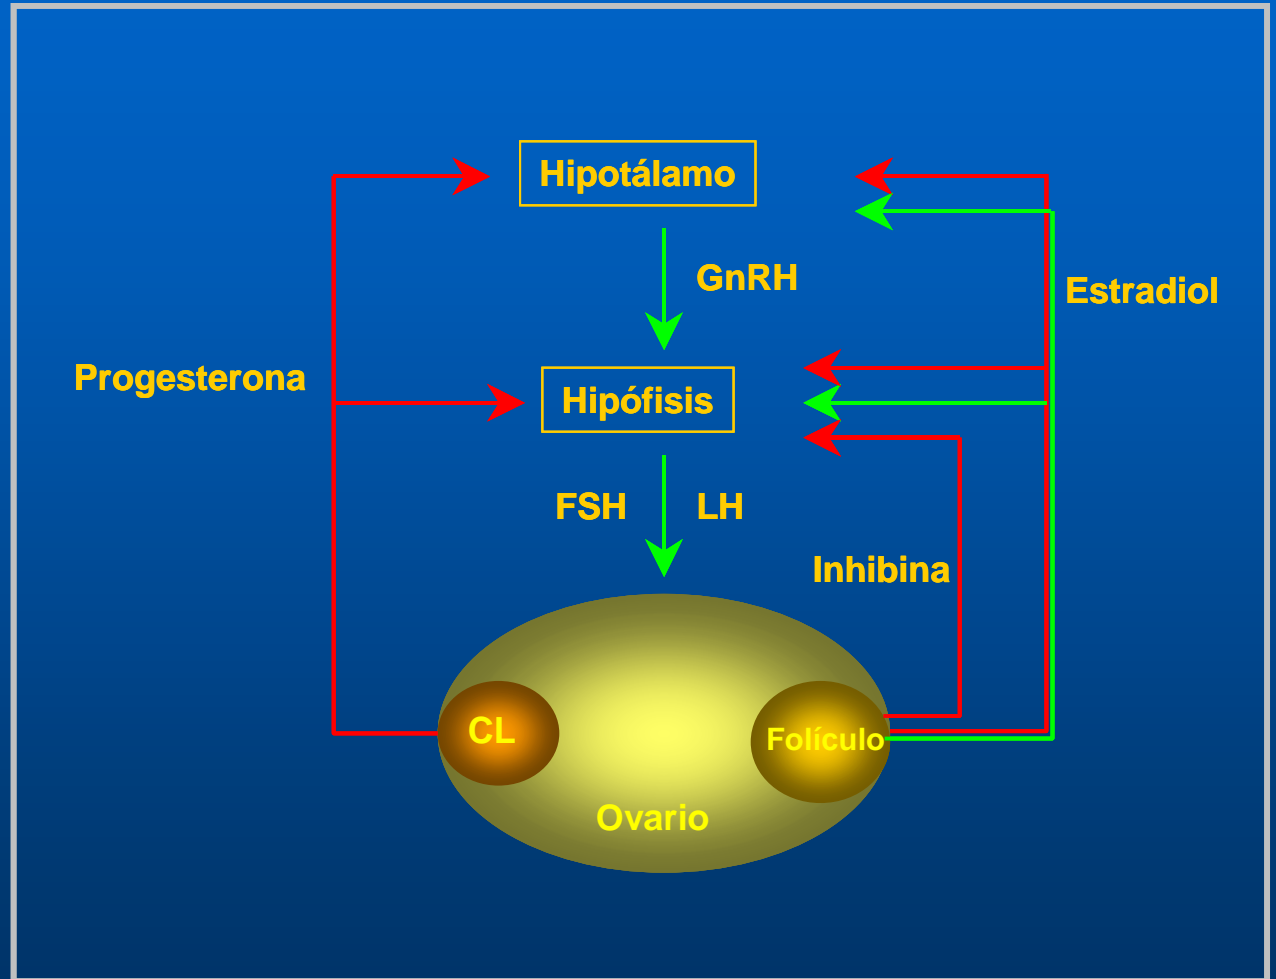 Hipotálamo
GnRH
Estradiol
Progesterona
Hipófisis
FSH LH
Inhibina
CL
Folículo
Ovario